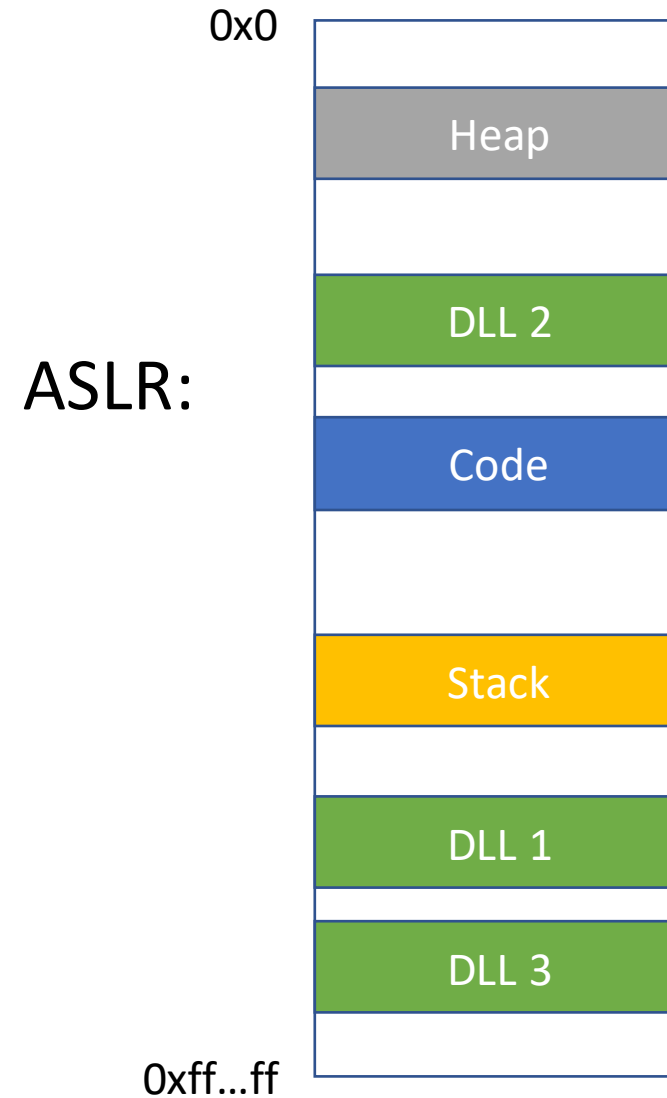 0x0
Heap
DLL 2
ASLR:
Code
Stack
DLL 1
DLL 3
0xff...ff